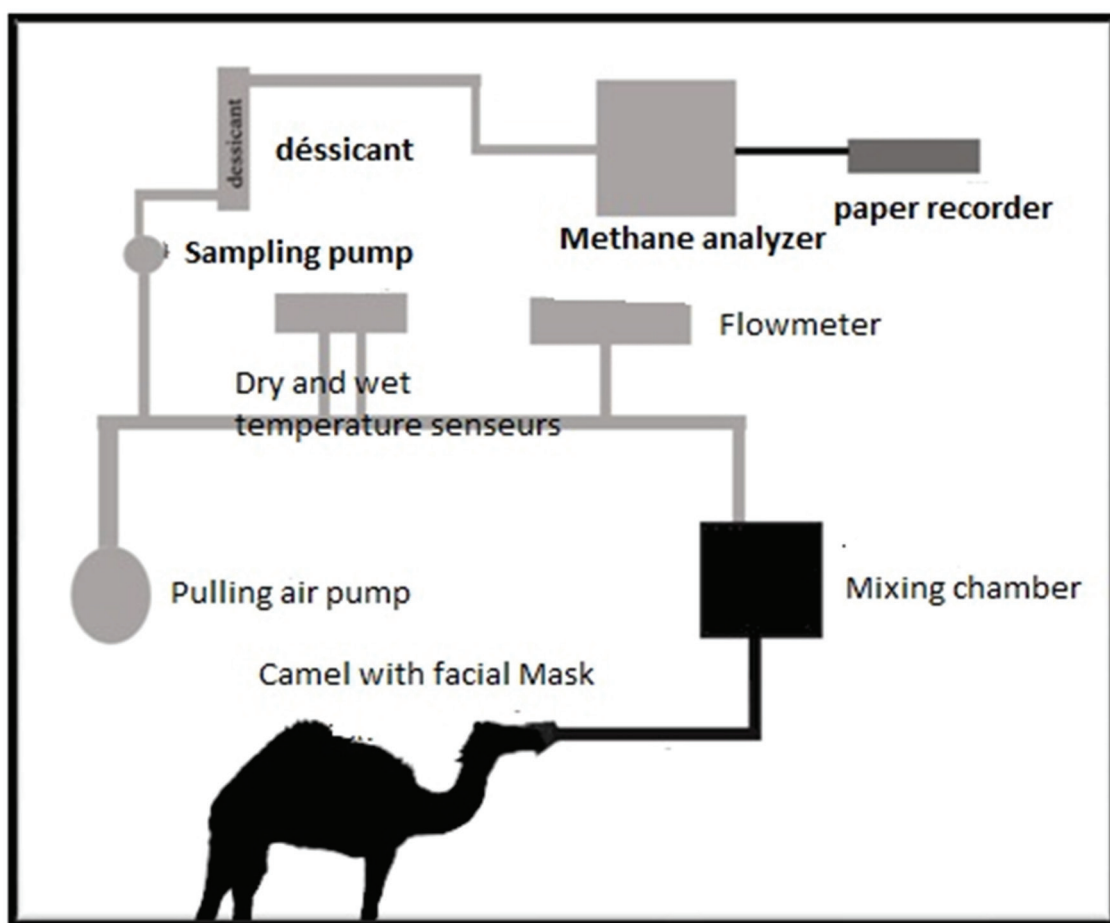 dessicant
déssicant
paper recorder
Methane analyzer
Sampling pump
Flowmeter
Dry and wet
temperature senseurs
Pulling air pump
Mixing chamber
Camel with facial Mask